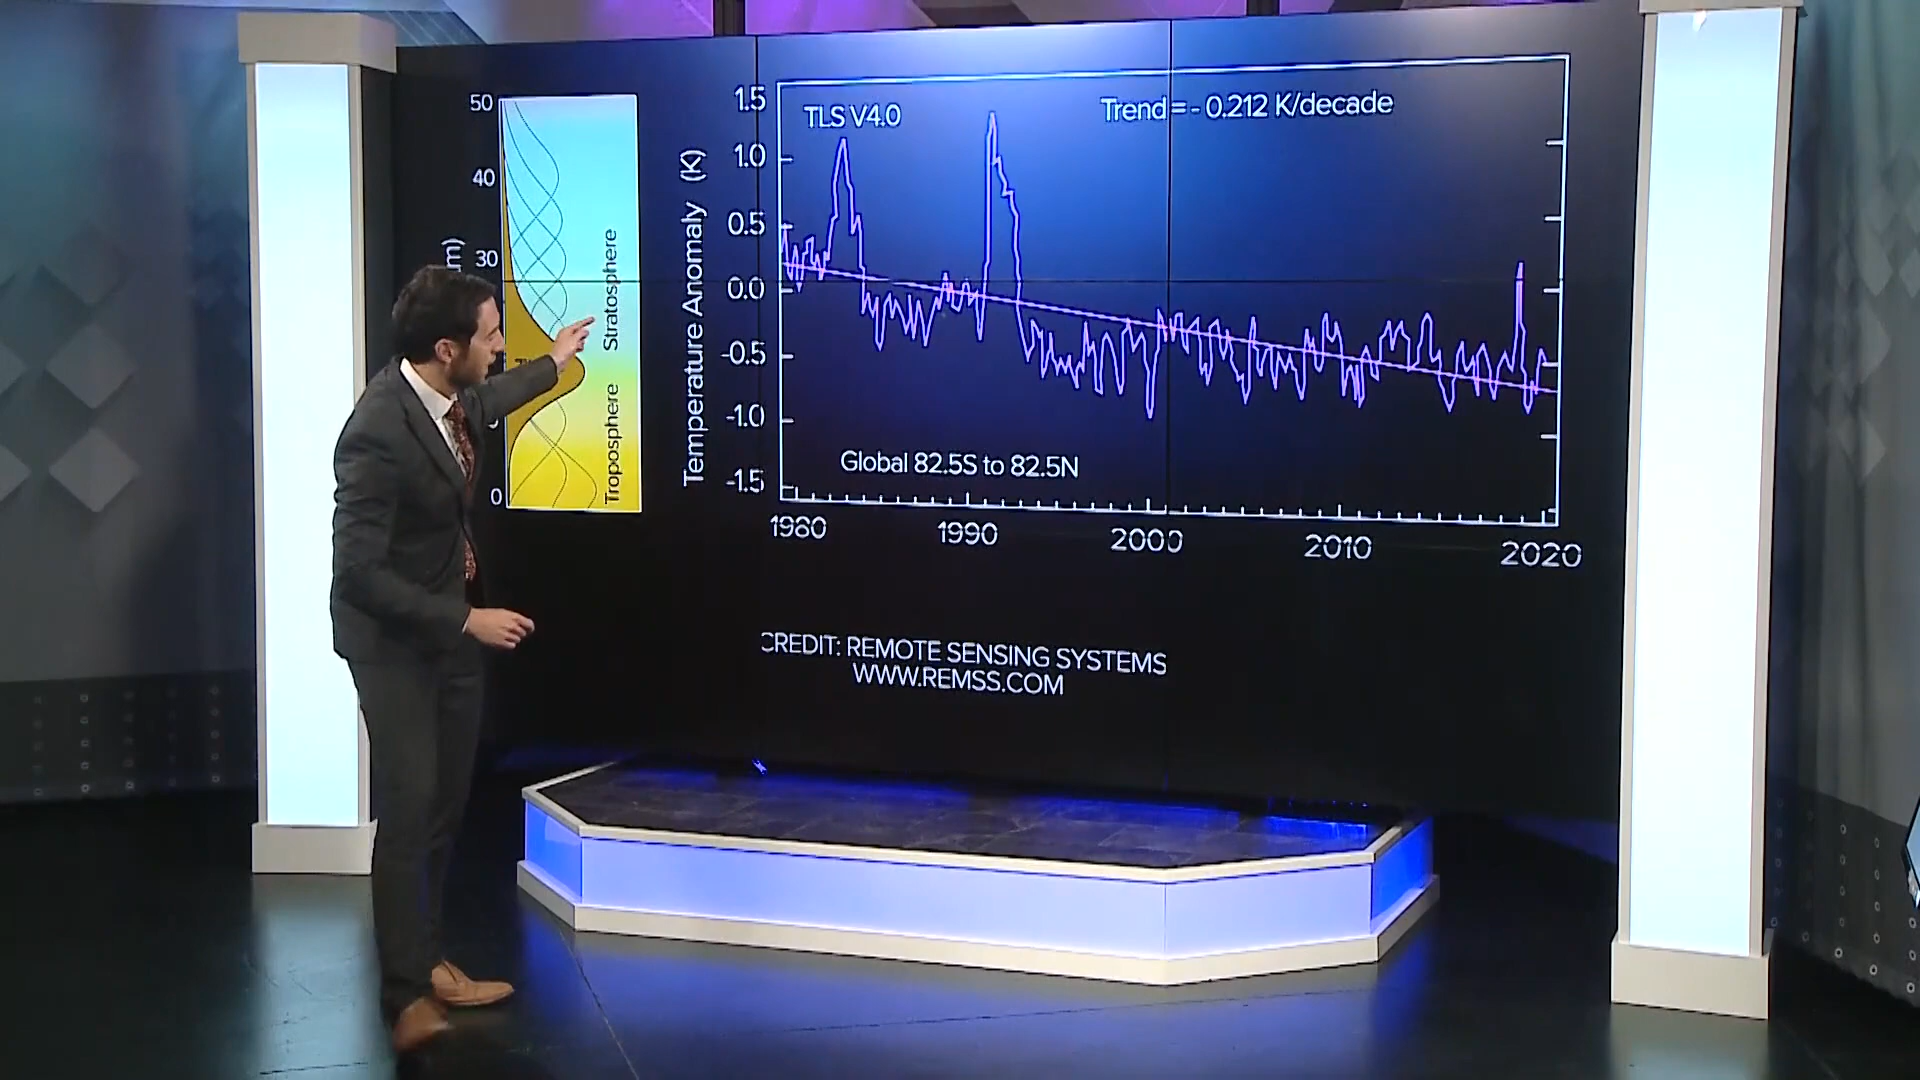 50
40
30
0
m)
Stratosphere
Troposphere
Temperature Anomaly (K)
1.5
1.0
0.5
0.0
-0.5
-1.0
-1.5
TLS V4.0
Trend = - 0.212 K/decade
Global 82.5S to 82.5N
1980
1990
2000
2010
2020
CREDIT: REMOTE SENSING SYSTEMS
WWW.REMSS.COM